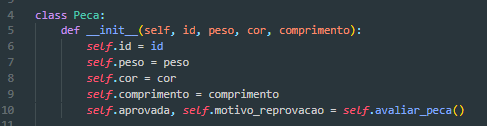 4 class Peca:
5 def __init__(self, id, peso, cor, comprimento):
6 self.id = id
7 self.peso = peso
8 self.cor = cor
9 self.comprimento = comprimento
10 self.aprovada, self.motivo_reprovacao = self.avaliar_peca()